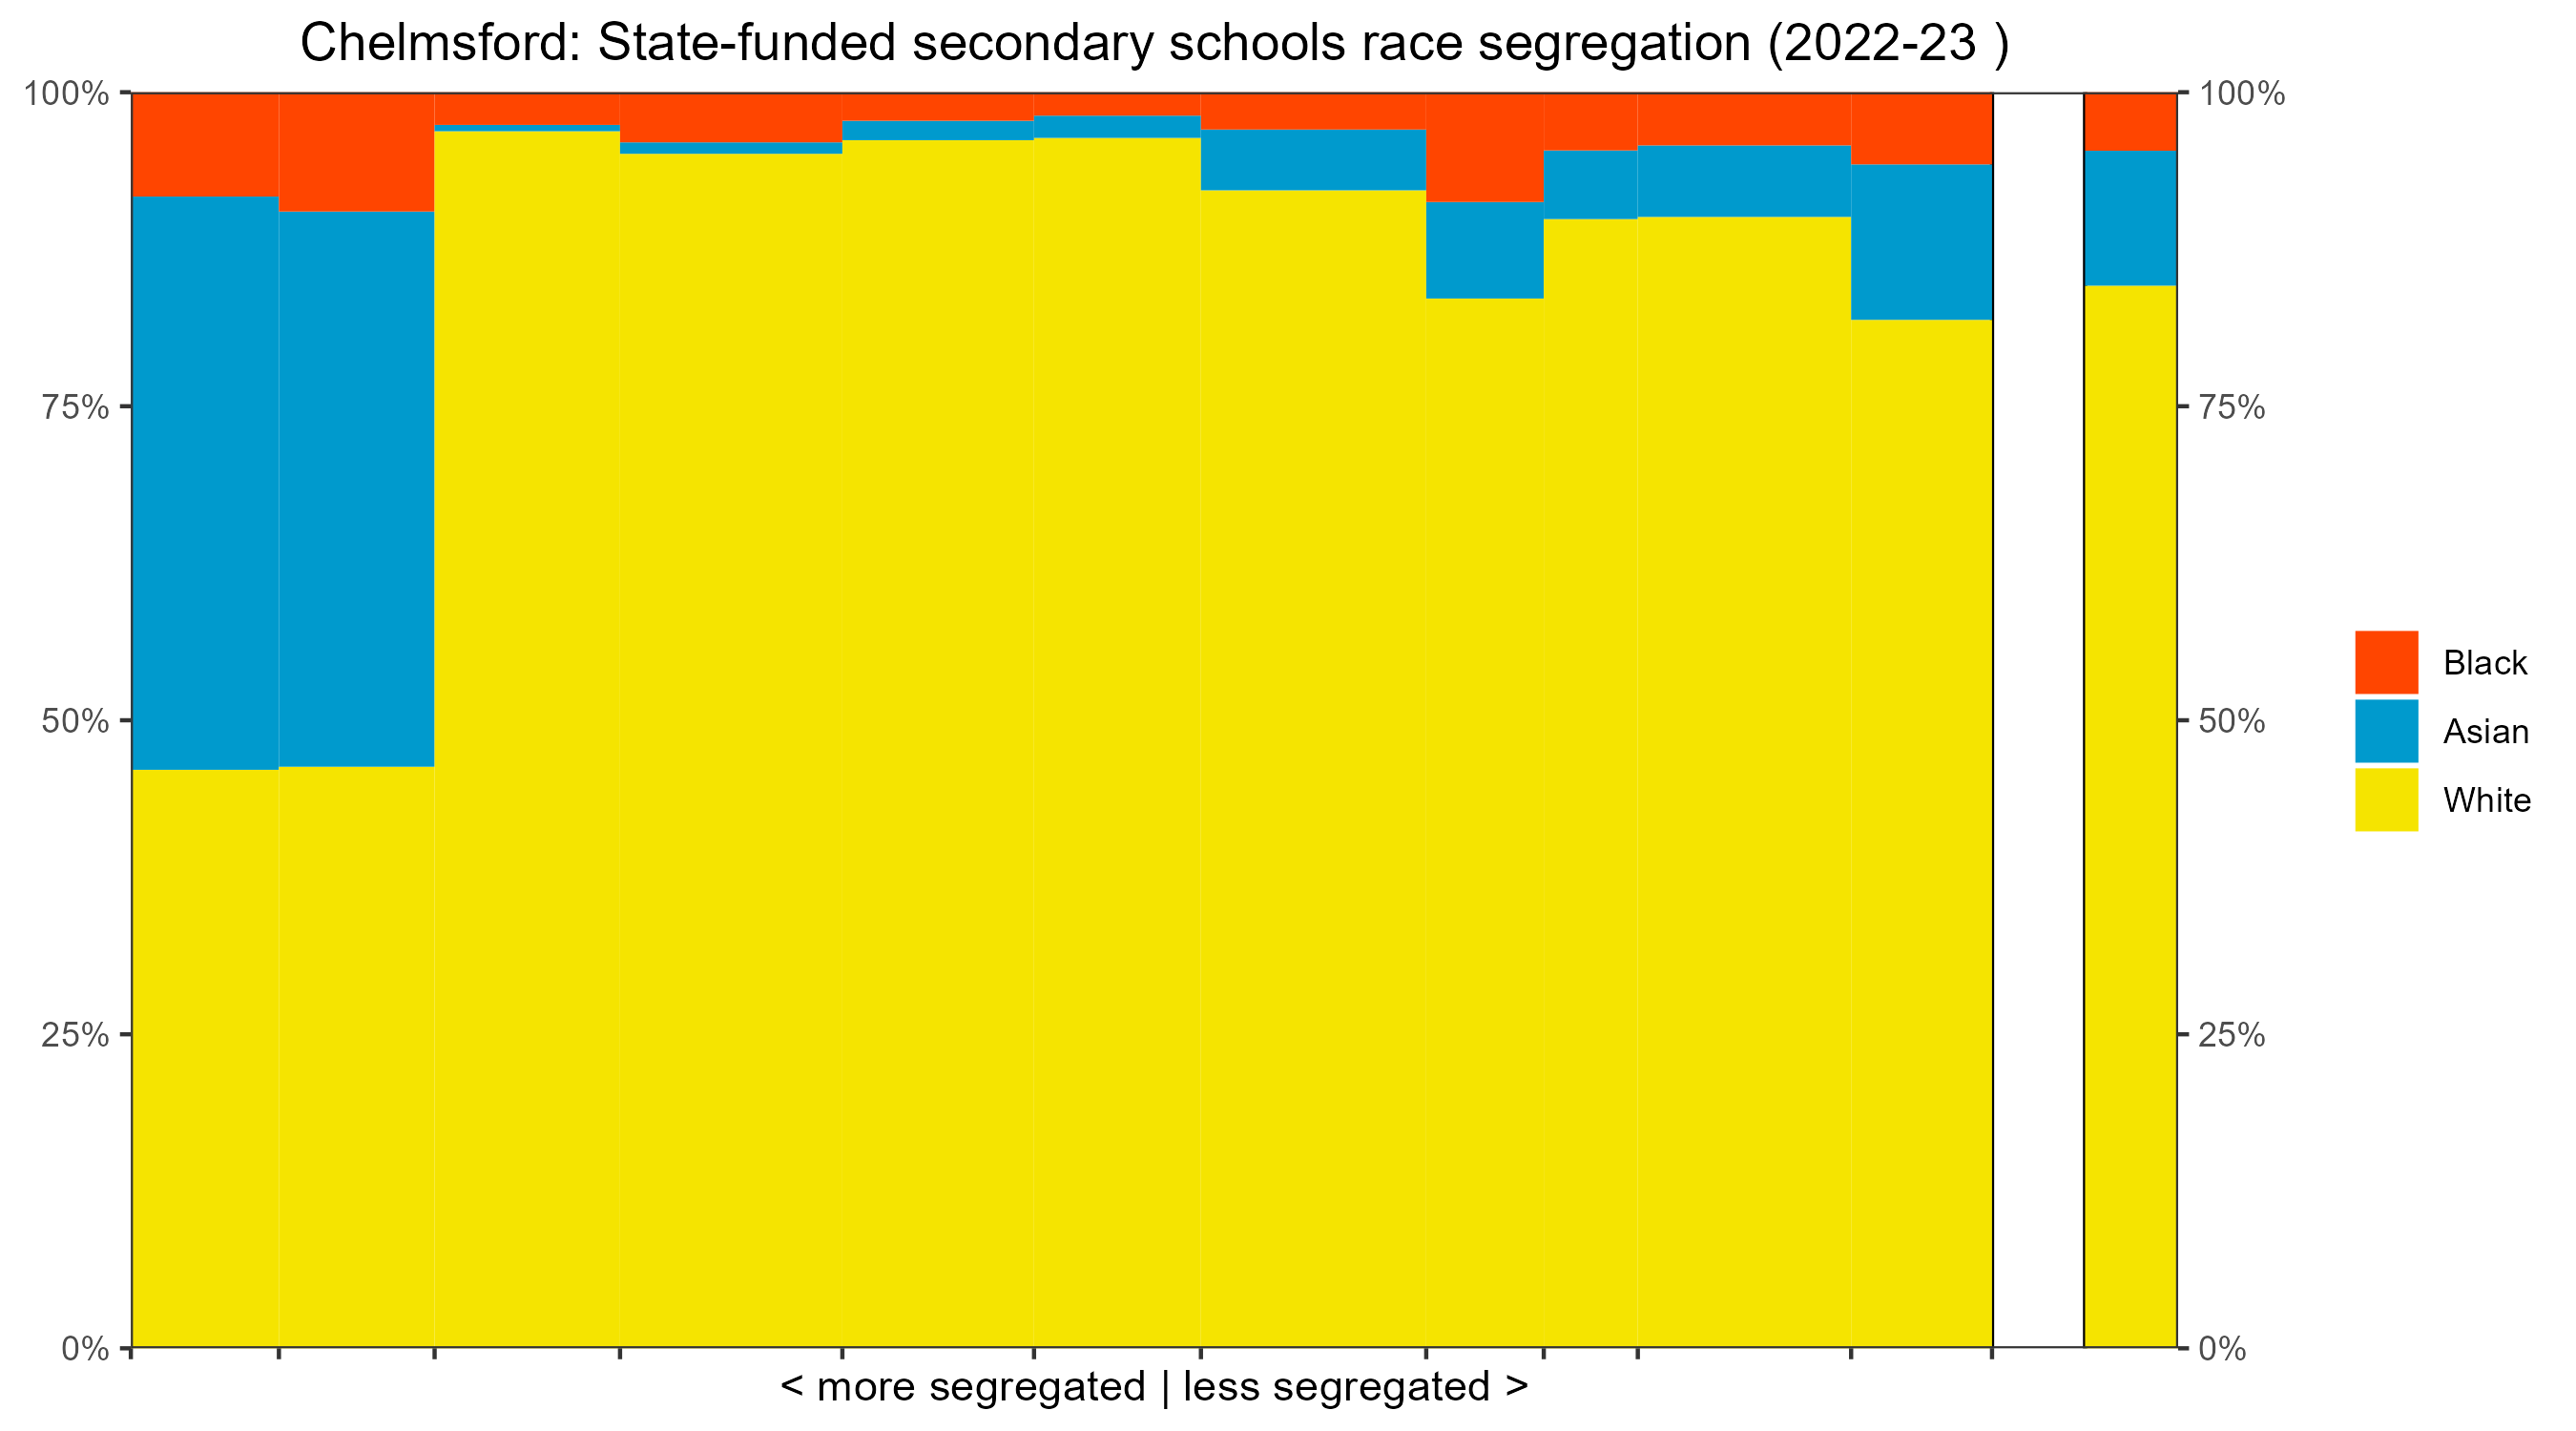 Chelmsford: State-funded secondary schools race segregation (2022-23 )
100%
75%
50%
25%
0%
100%
75%
50%
25%
0%
Black
Asian
White
< more segregated | less segregated >